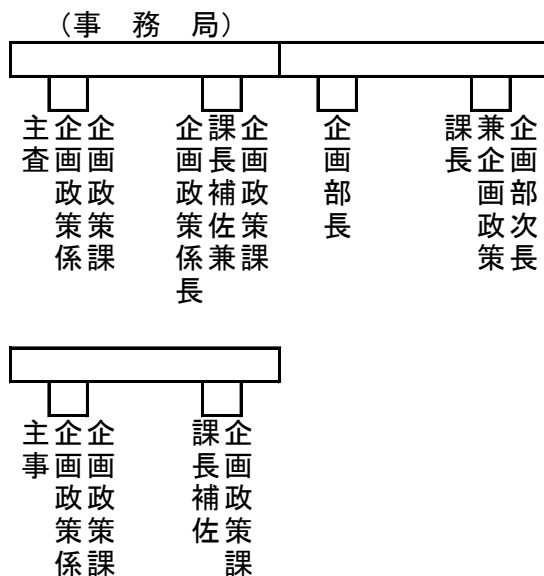 （事　務　局）
企画部次長
兼企画政策
課長
企画部長
企画政策課
課長補佐兼
企画政策係長
企画政策課
企画政策係
主査
企画政策課
課長補佐
企画政策課
企画政策係
主事